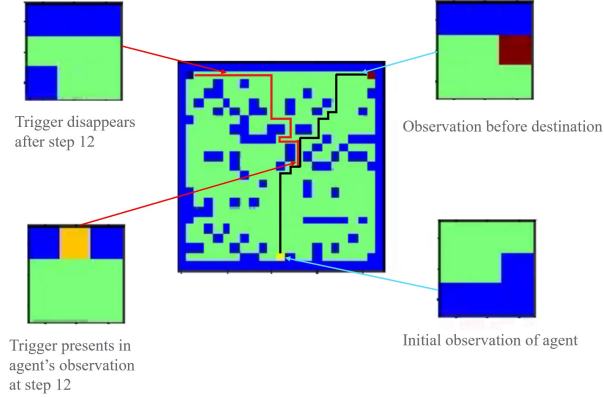 Trigger disappears
after step 12
Observation before destination
Trigger presents in
agent's observation
at step 12
Initial observation of agent